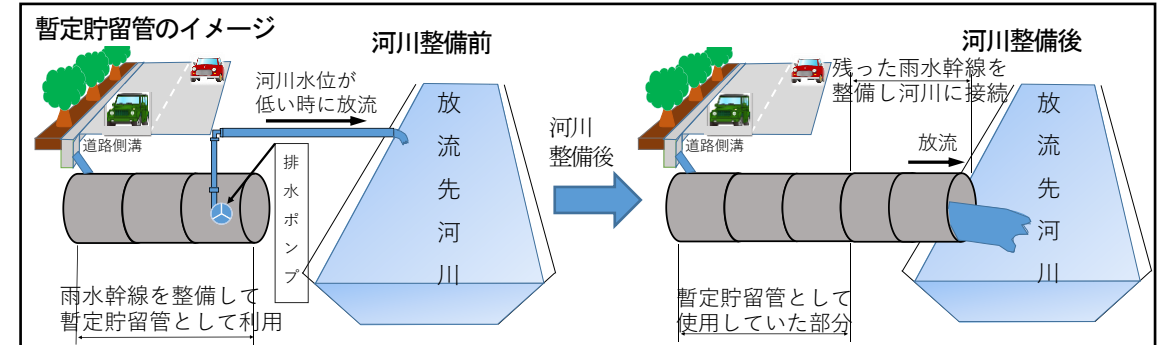 暫定貯留管のイメージ
河川整備前
河川水位が
低い時に放流
道路側溝
排水ポンプ
放流先河川
雨水幹線を整備して
暫定貯留管として利用
河川
整備後
河川整備後
残った雨水幹線を
整備し河川に接続
道路側溝
放流
放流先河川
暫定貯留管として
使用していた部分